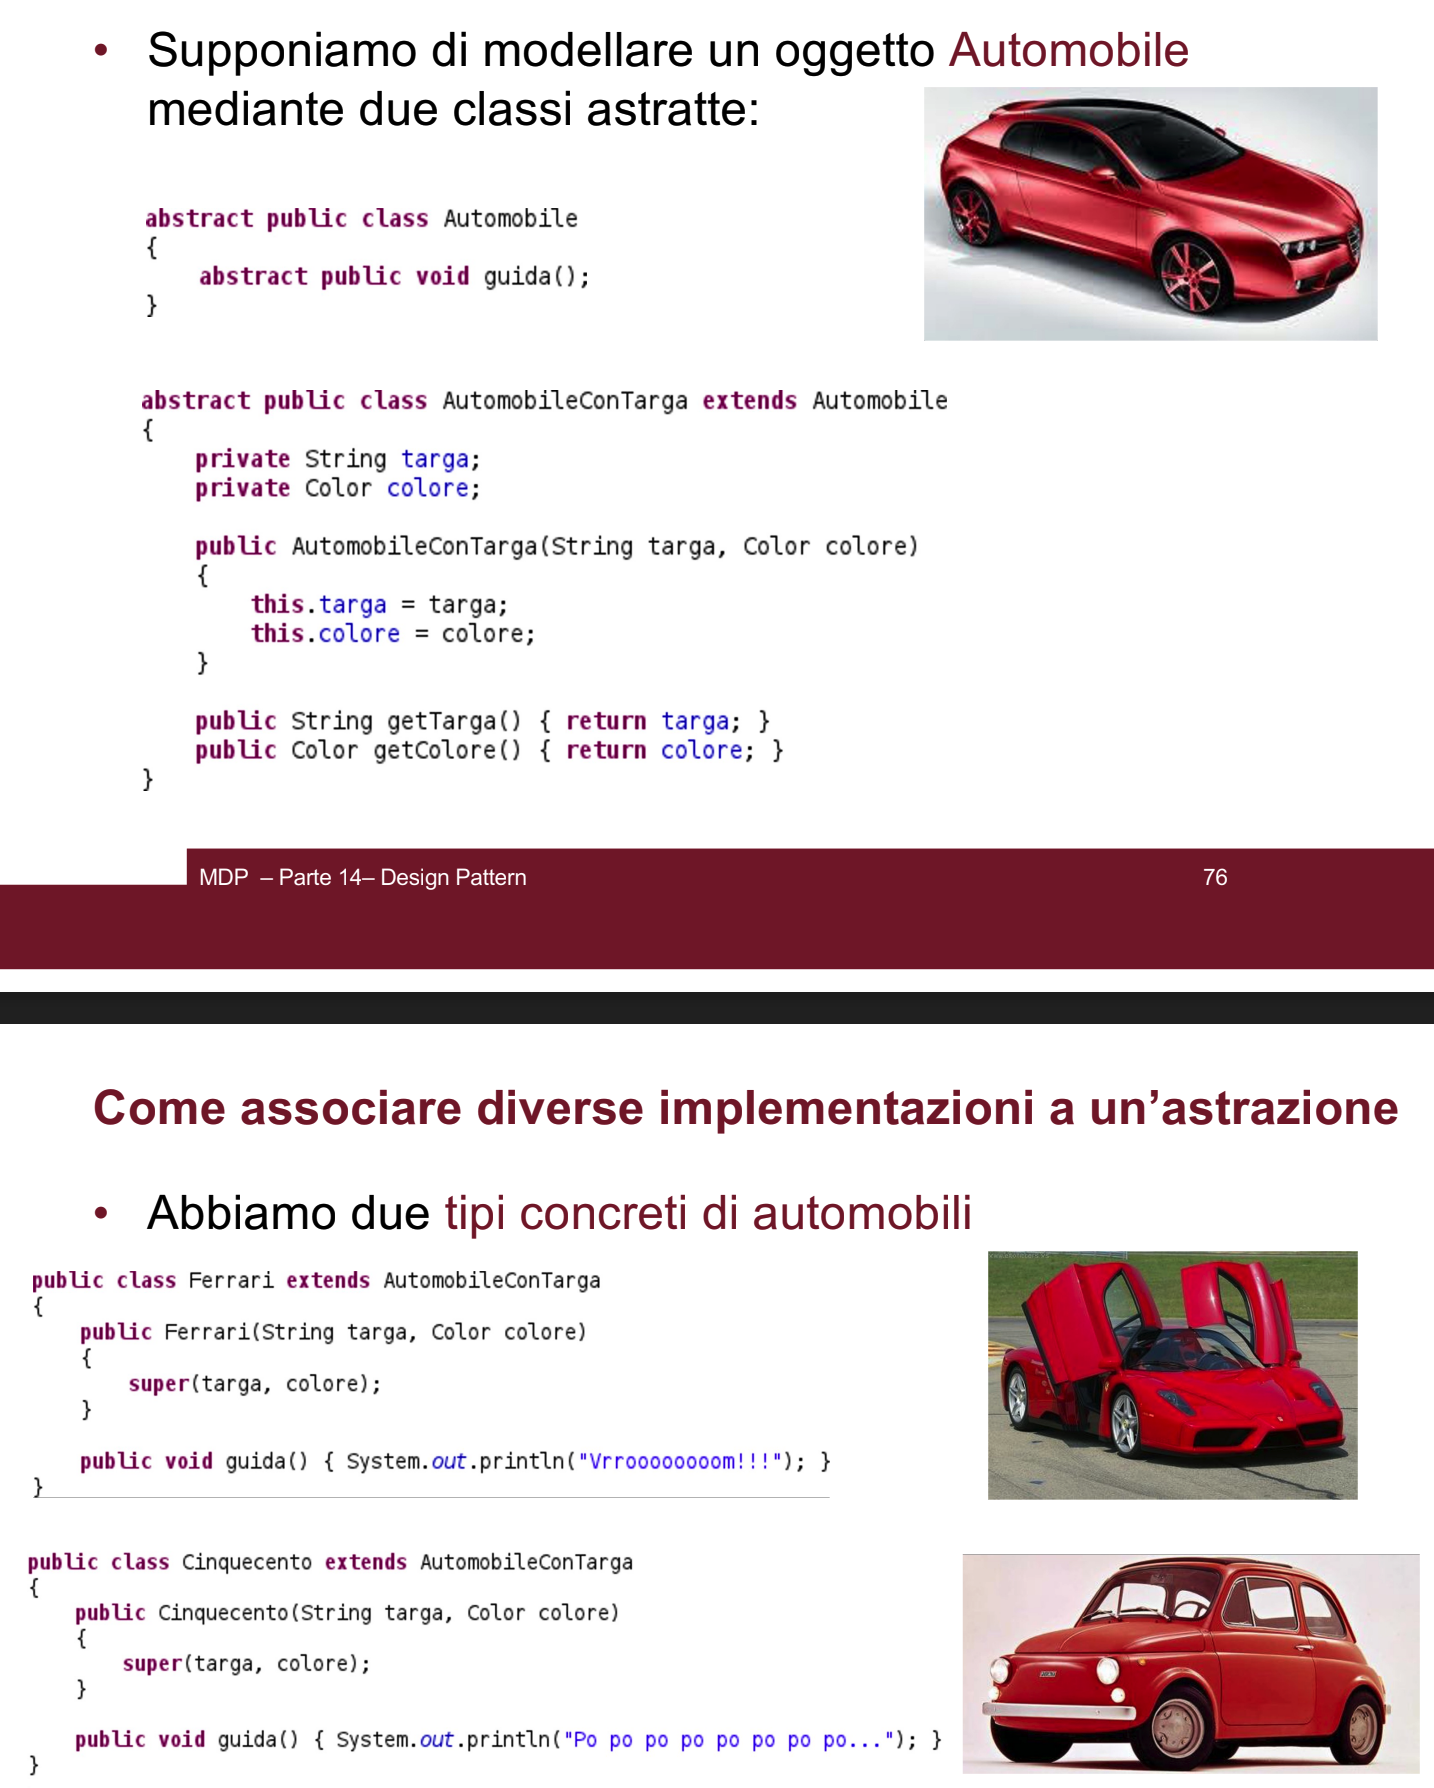 • Supponiamo di modellare un oggetto Automobile
mediante due classi astratte:
abstract public class Automobile
{
abstract public void guida();
}
abstract public class AutomobileConTarga extends Automobile
{
private String targa;
private Color colore;
public AutomobileConTarga(String targa, Color colore)
{
this.targa = targa;
this.colore = colore;
}
public String getTarga() { return targa; }
public Color getColore() { return colore; }
}
MDP – Parte 14– Design Pattern 76
Come associare diverse implementazioni a un’astrazione
• Abbiamo due tipi concreti di automobili
public class Ferrari extends AutomobileConTarga
{
public Ferrari(String targa, Color colore)
{
super(targa, colore);
}
public void guida() { System.out.println("Vrroooooooom!!!"); }
}
public class Cinquecento extends AutomobileConTarga
{
public Cinquecento(String targa, Color colore)
{
super(targa, colore);
}
public void guida() { System.out.println("Po po po po po po po po..."); }
}